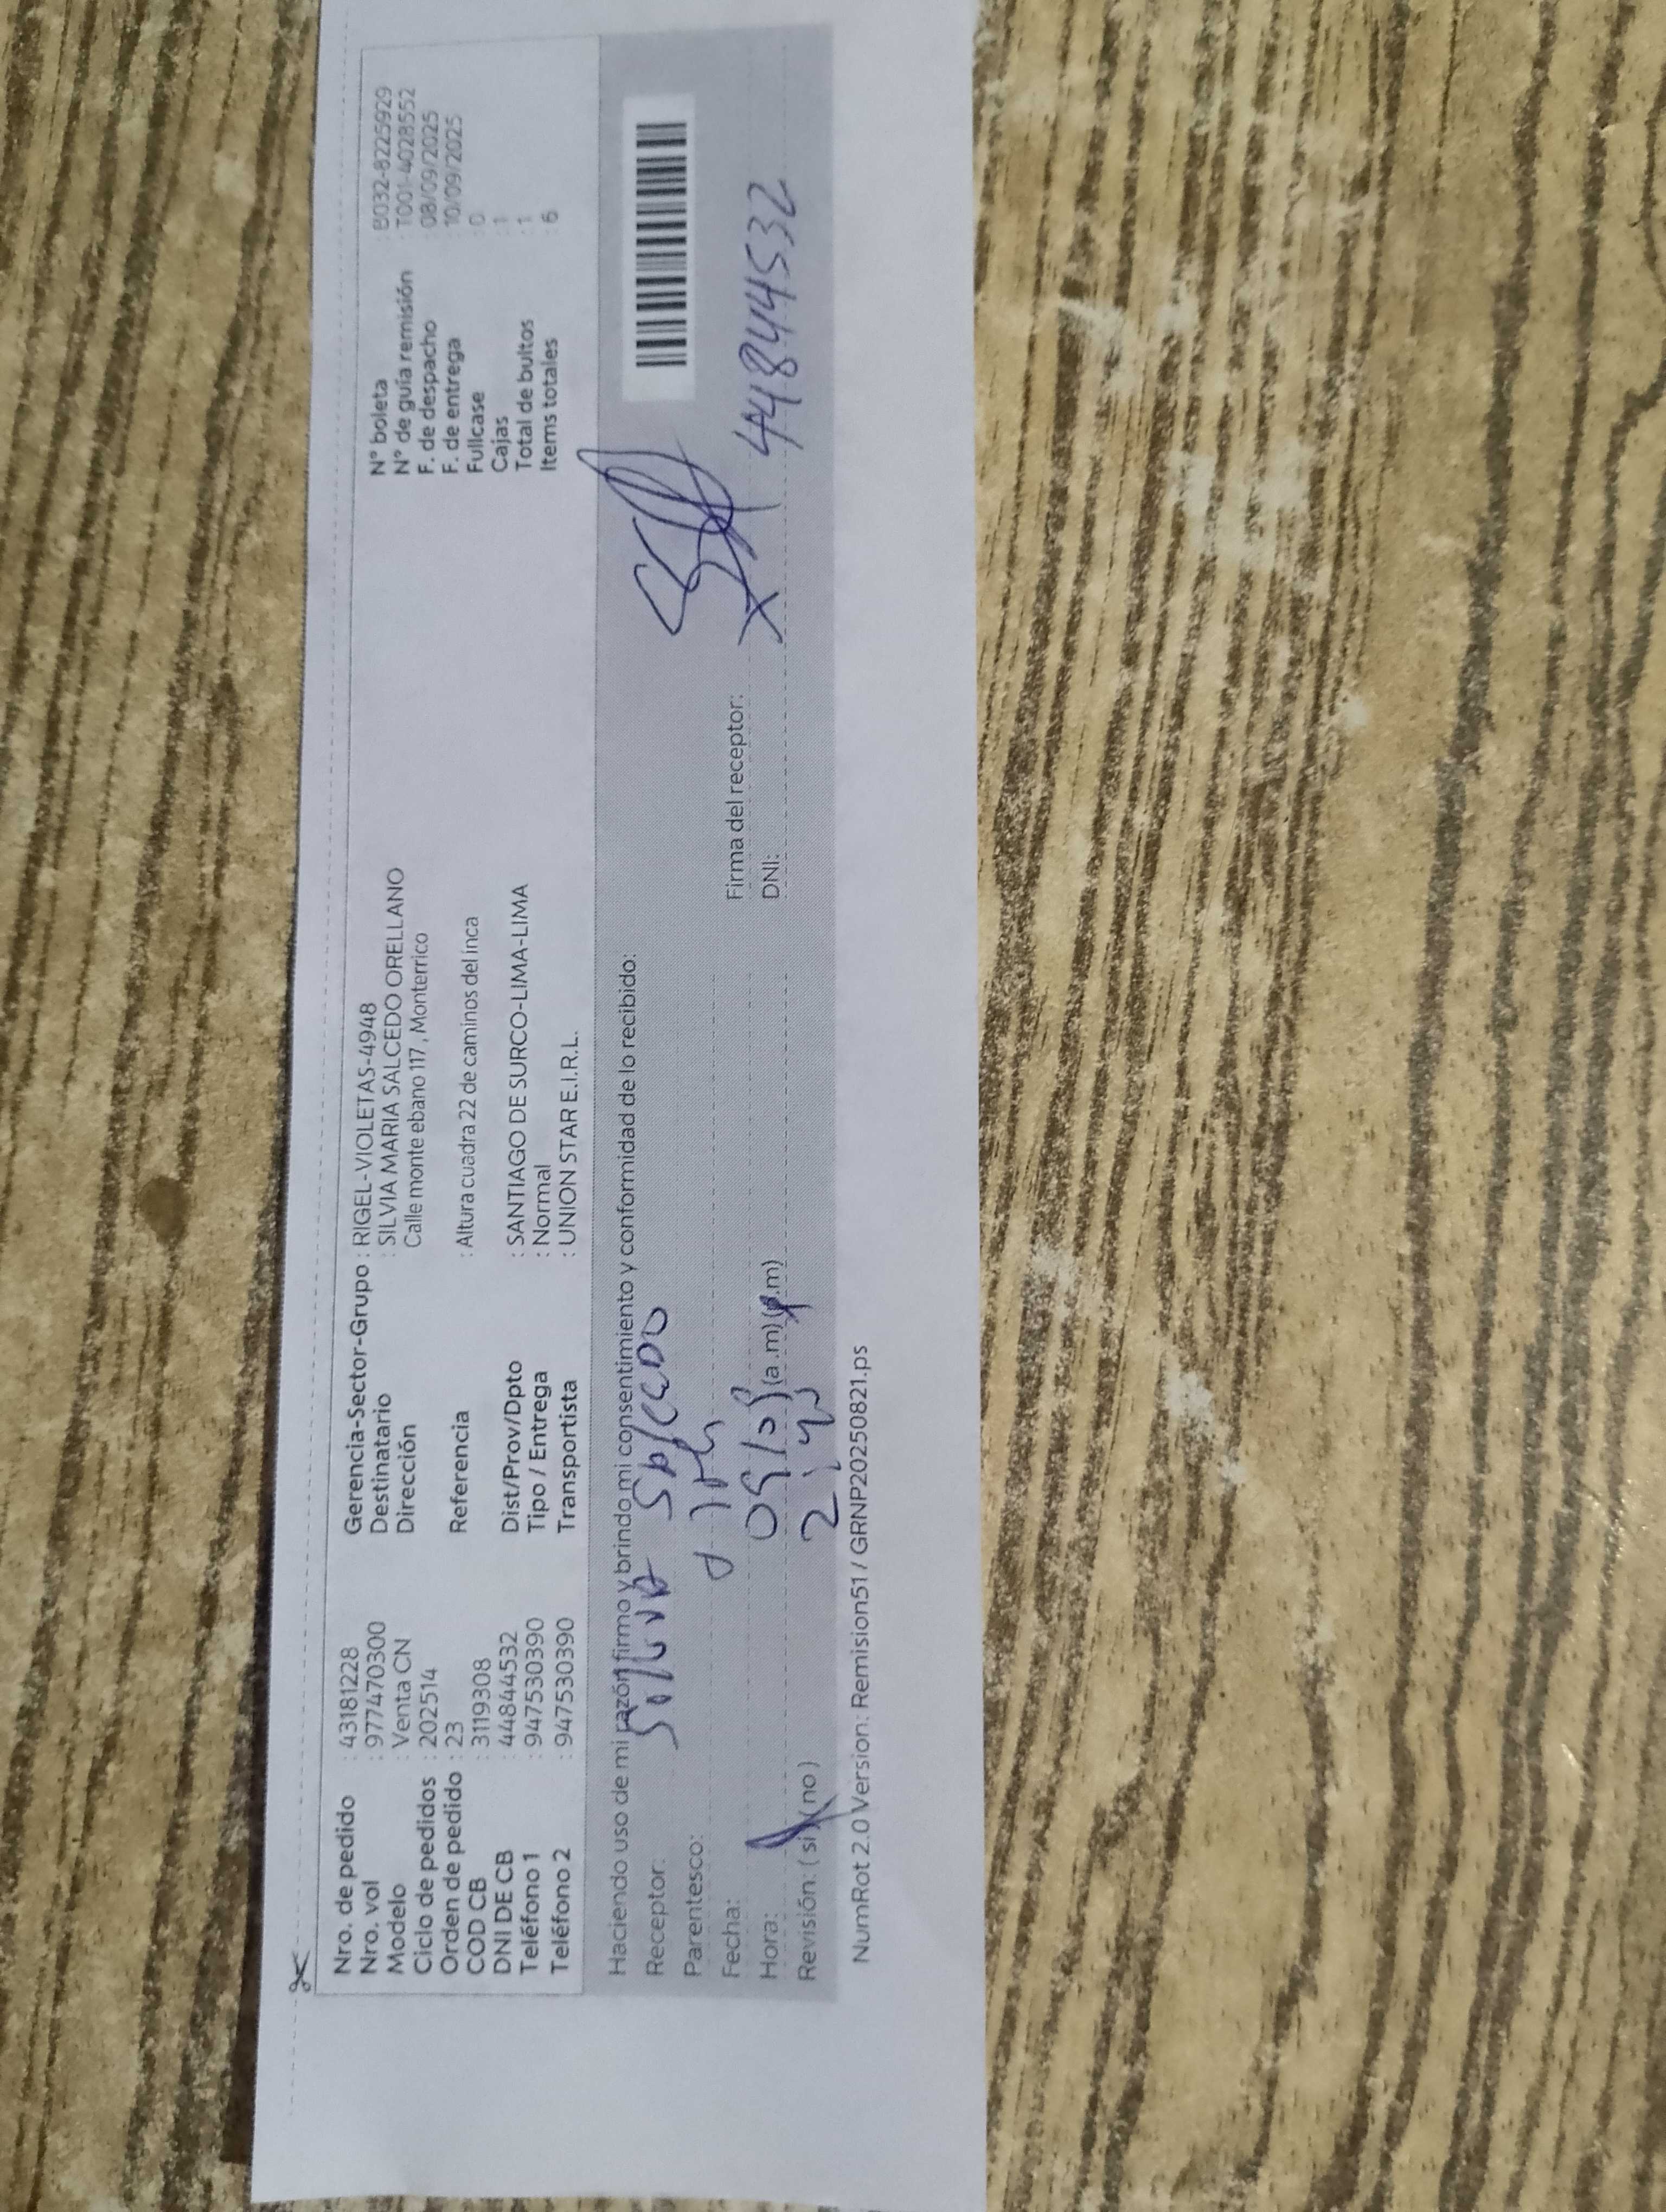 Nro. de pedido : 43181228
Nro. vol : 977470300
Modelo : Venta CN
Ciclo de pedidos : 202514
Orden de pedido : 23
COD CB : 3119308
DNI DE CB : 44844532
Teléfono 1 : 947530390
Teléfono 2 : 947530390
Gerencia-Sector-Grupo : RIGEL-VIOLETAS-4948
Destinatario : SILVIA MARIA SALCEDO ORELLANO
Dirección Calle monte ebano 117, Monterrico
Referencia : Altura cuadra 22 de caminos del inca
Dist/Prov/Dpto : SANTIAGO DE SURCO-LIMA-LIMA
Tipo / Entrega : Normal
Transportista : UNION STAR E.I.R.L.
N° boleta : B032-8225929
N° de guía remisión : T001-4028552
F. de despacho : 08/09/2025
F. de entrega : 10/09/2025
Fullcase : 0
Cajas : 1
Total de bultos : 1
Items totales : 6
Haciendo uso de mi razón firmo y brindo mi consentimiento y conformidad de lo recibido:
Receptor: Silvia Salcedo
Parentesco:
Fecha:
Hora: (a.m) (p.m)
Revisión: ( si ) ( no )
Firma del receptor:
DNI: 44844532
NumRot 2.0 Version: Remision51 / GRNP20250821.ps